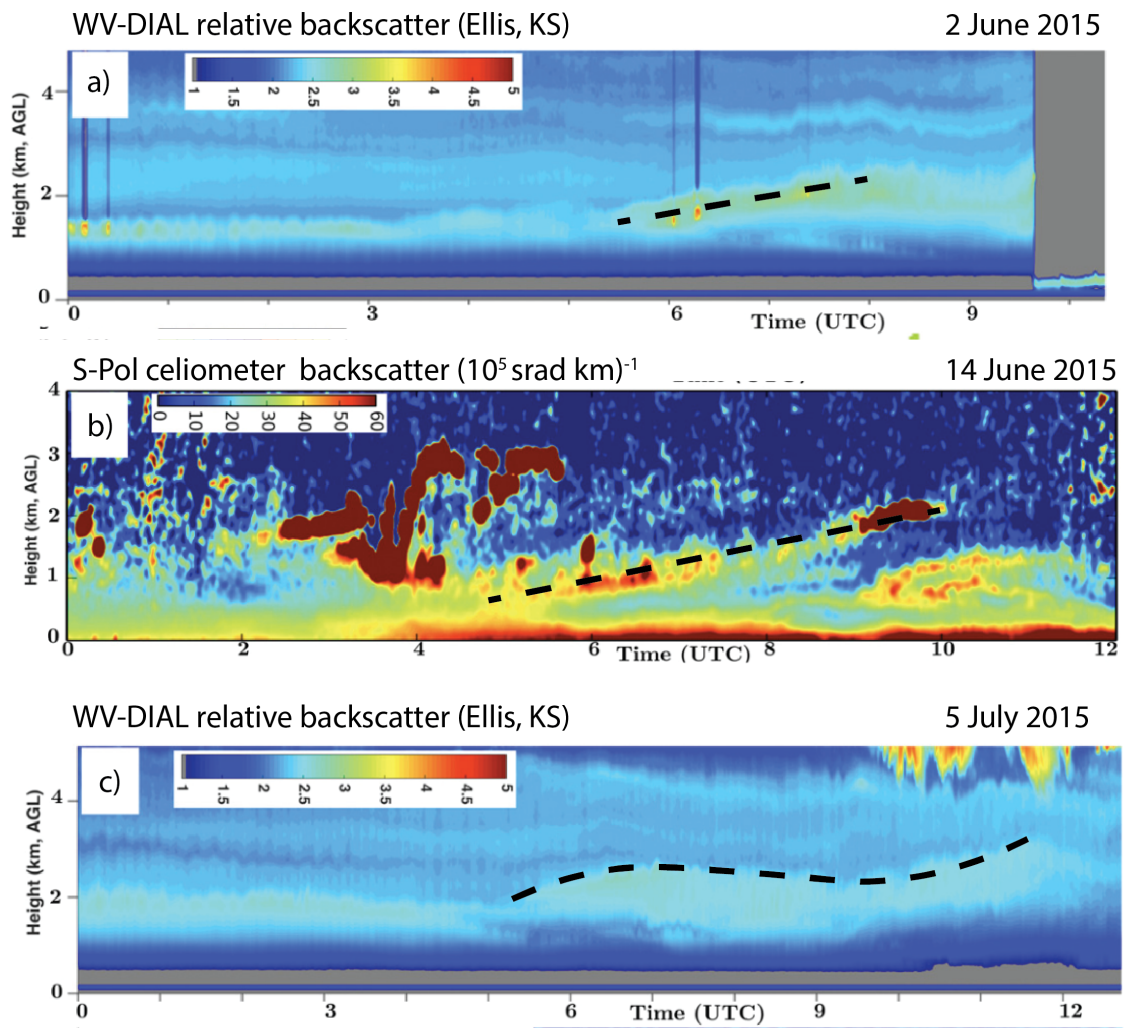 WV-DIAL relative backscatter (Ellis, KS) 2 June 2015
a)
1 1.5 2 2.5 3 3.5 4 4.5 5
Height (km, AGL)
4
2
0
0 3 6 9
Time (UTC)
S-Pol celiometer backscatter (10⁵ srad km)⁻¹ 14 June 2015
b)
0 10 20 30 40 50 60
Height (km, AGL)
4
3
2
1
0
0 2 4 6 8 10 12
Time (UTC)
WV-DIAL relative backscatter (Ellis, KS) 5 July 2015
c)
1 1.5 2 2.5 3 3.5 4 4.5 5
Height (km, AGL)
4
2
0
0 3 6 9 12
Time (UTC)